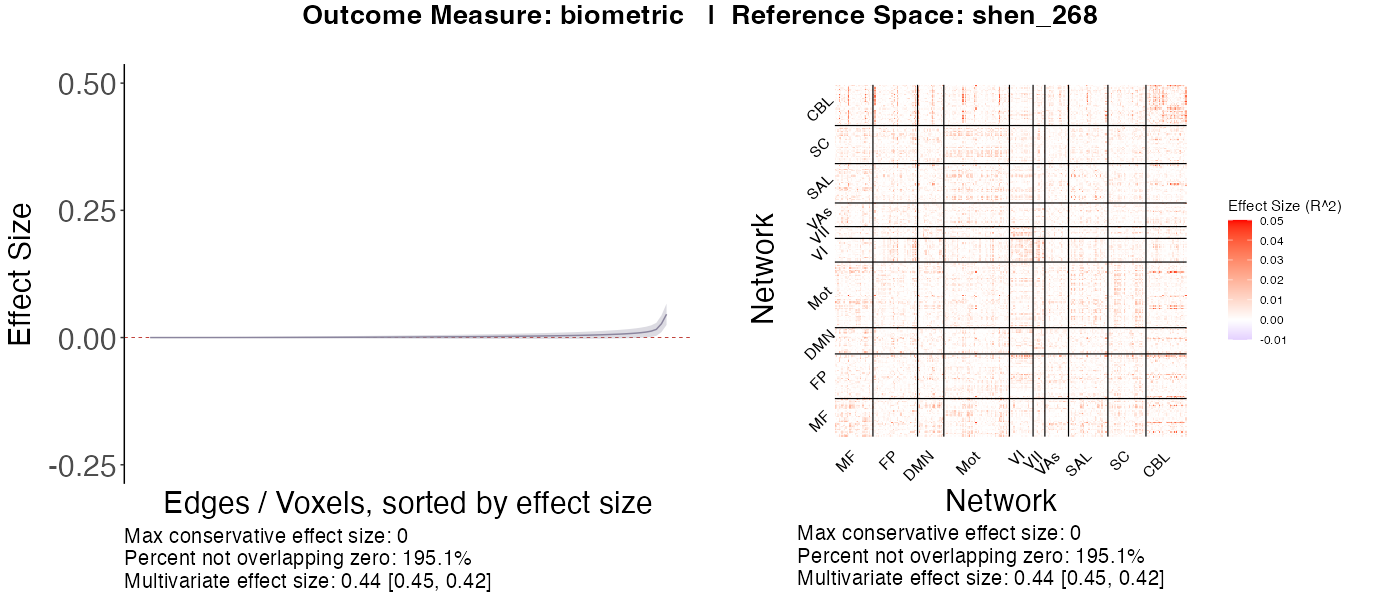 Outcome Measure: biometric | Reference Space: shen_268
0.50
0.25
0.00
-0.25
Effect Size
Edges / Voxels, sorted by effect size
Max conservative effect size: 0
Percent not overlapping zero: 195.1%
Multivariate effect size: 0.44 [0.45, 0.42]
Network
CBL
SC
SAL
VAs
VII
VI
Mot
DMN
FP
MF
MF
FP
DMN
Mot
VI
VII
VAs
SAL
SC
CBL
Network
Max conservative effect size: 0
Percent not overlapping zero: 195.1%
Multivariate effect size: 0.44 [0.45, 0.42]
Effect Size (R^2)
0.05
0.04
0.03
0.02
0.01
0.00
-0.01